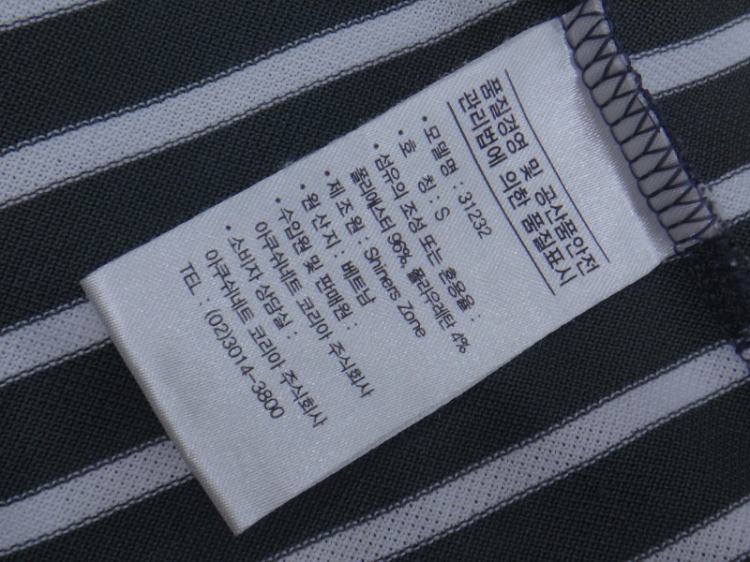 품질경영 및 공산품안전
관리법에 의한 품질표시
• 모델명 : 31232
• 호 칭 : S
• 섬유의 조성 또는 혼용율 :
폴리에스터 96%, 폴리우레탄 4%
• 제 조 원 : Shiners Zone
• 원 산 지 : 베트남
• 수입원 및 판매원 :
아쿠쉬네트 코리아 주식회사
• 소비자 상담실 :
아쿠쉬네트 코리아 주식회사
TEL : (02)3014-3800